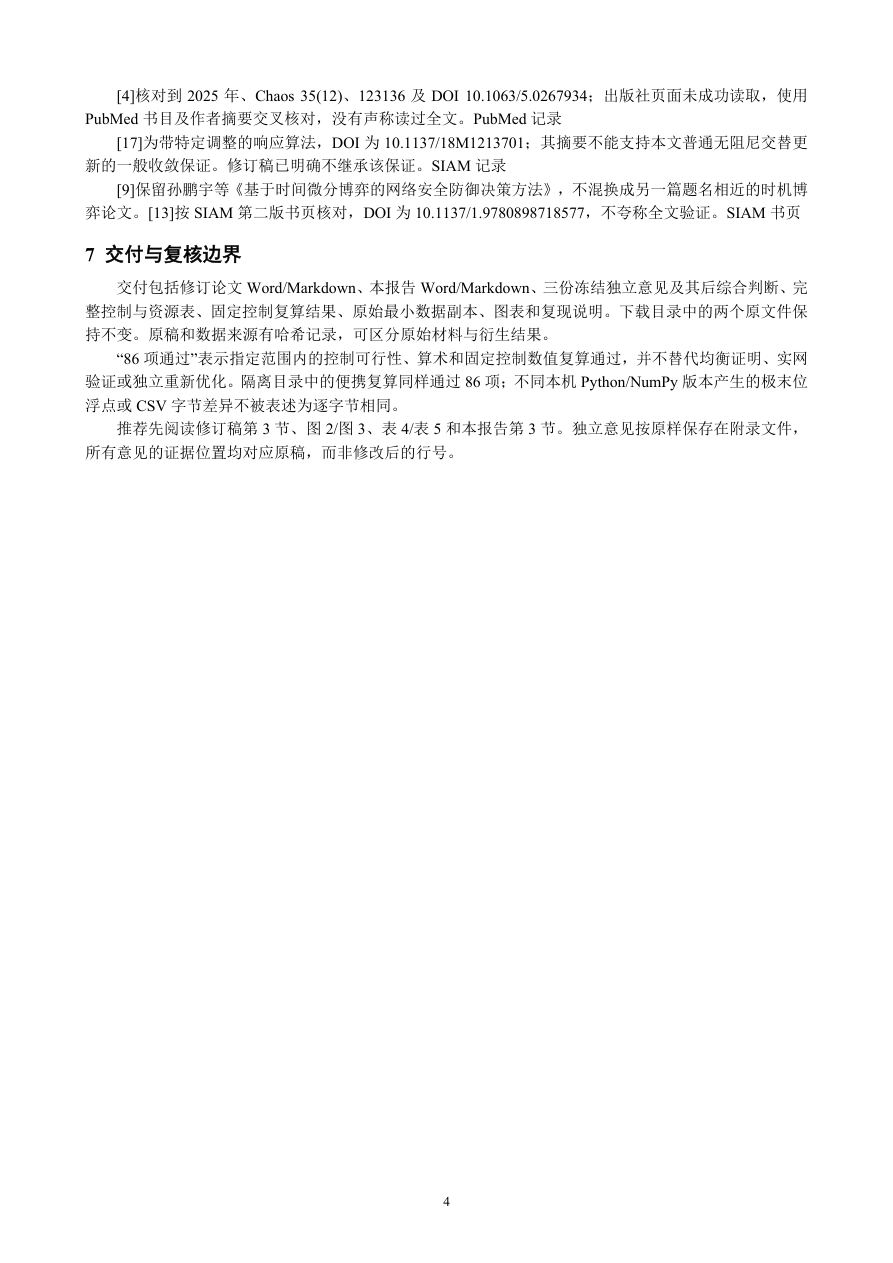 [4]核对到 2025 年、Chaos 35(12)、123136 及 DOI 10.1063/5.0267934；出版社页面未成功读取，使用
PubMed 书目及作者摘要交叉核对，没有声称读过全文。PubMed 记录
[17]为带特定调整的响应算法，DOI 为 10.1137/18M1213701；其摘要不能支持本文普通无阻尼交替更
新的一般收敛保证。修订稿已明确不继承该保证。SIAM 记录
[9]保留孙鹏宇等《基于时间微分博弈的网络安全防御决策方法》，不混换成另一篇题名相近的时机博
弈论文。[13]按 SIAM 第二版书页核对，DOI 为 10.1137/1.9780898718577，不夸称全文验证。SIAM 书页
7 交付与复核边界
交付包括修订论文 Word/Markdown、本报告 Word/Markdown、三份冻结独立意见及其后综合判断、完
整控制与资源表、固定控制复算结果、原始最小数据副本、图表和复现说明。下载目录中的两个原文件保
持不变。原稿和数据来源有哈希记录，可区分原始材料与衍生结果。
“86 项通过”表示指定范围内的控制可行性、算术和固定控制数值复算通过，并不替代均衡证明、实网
验证或独立重新优化。隔离目录中的便携复算同样通过 86 项；不同本机 Python/NumPy 版本产生的极末位
浮点或 CSV 字节差异不被表述为逐字节相同。
推荐先阅读修订稿第 3 节、图 2/图 3、表 4/表 5 和本报告第 3 节。独立意见按原样保存在附录文件，
所有意见的证据位置均对应原稿，而非修改后的行号。
4